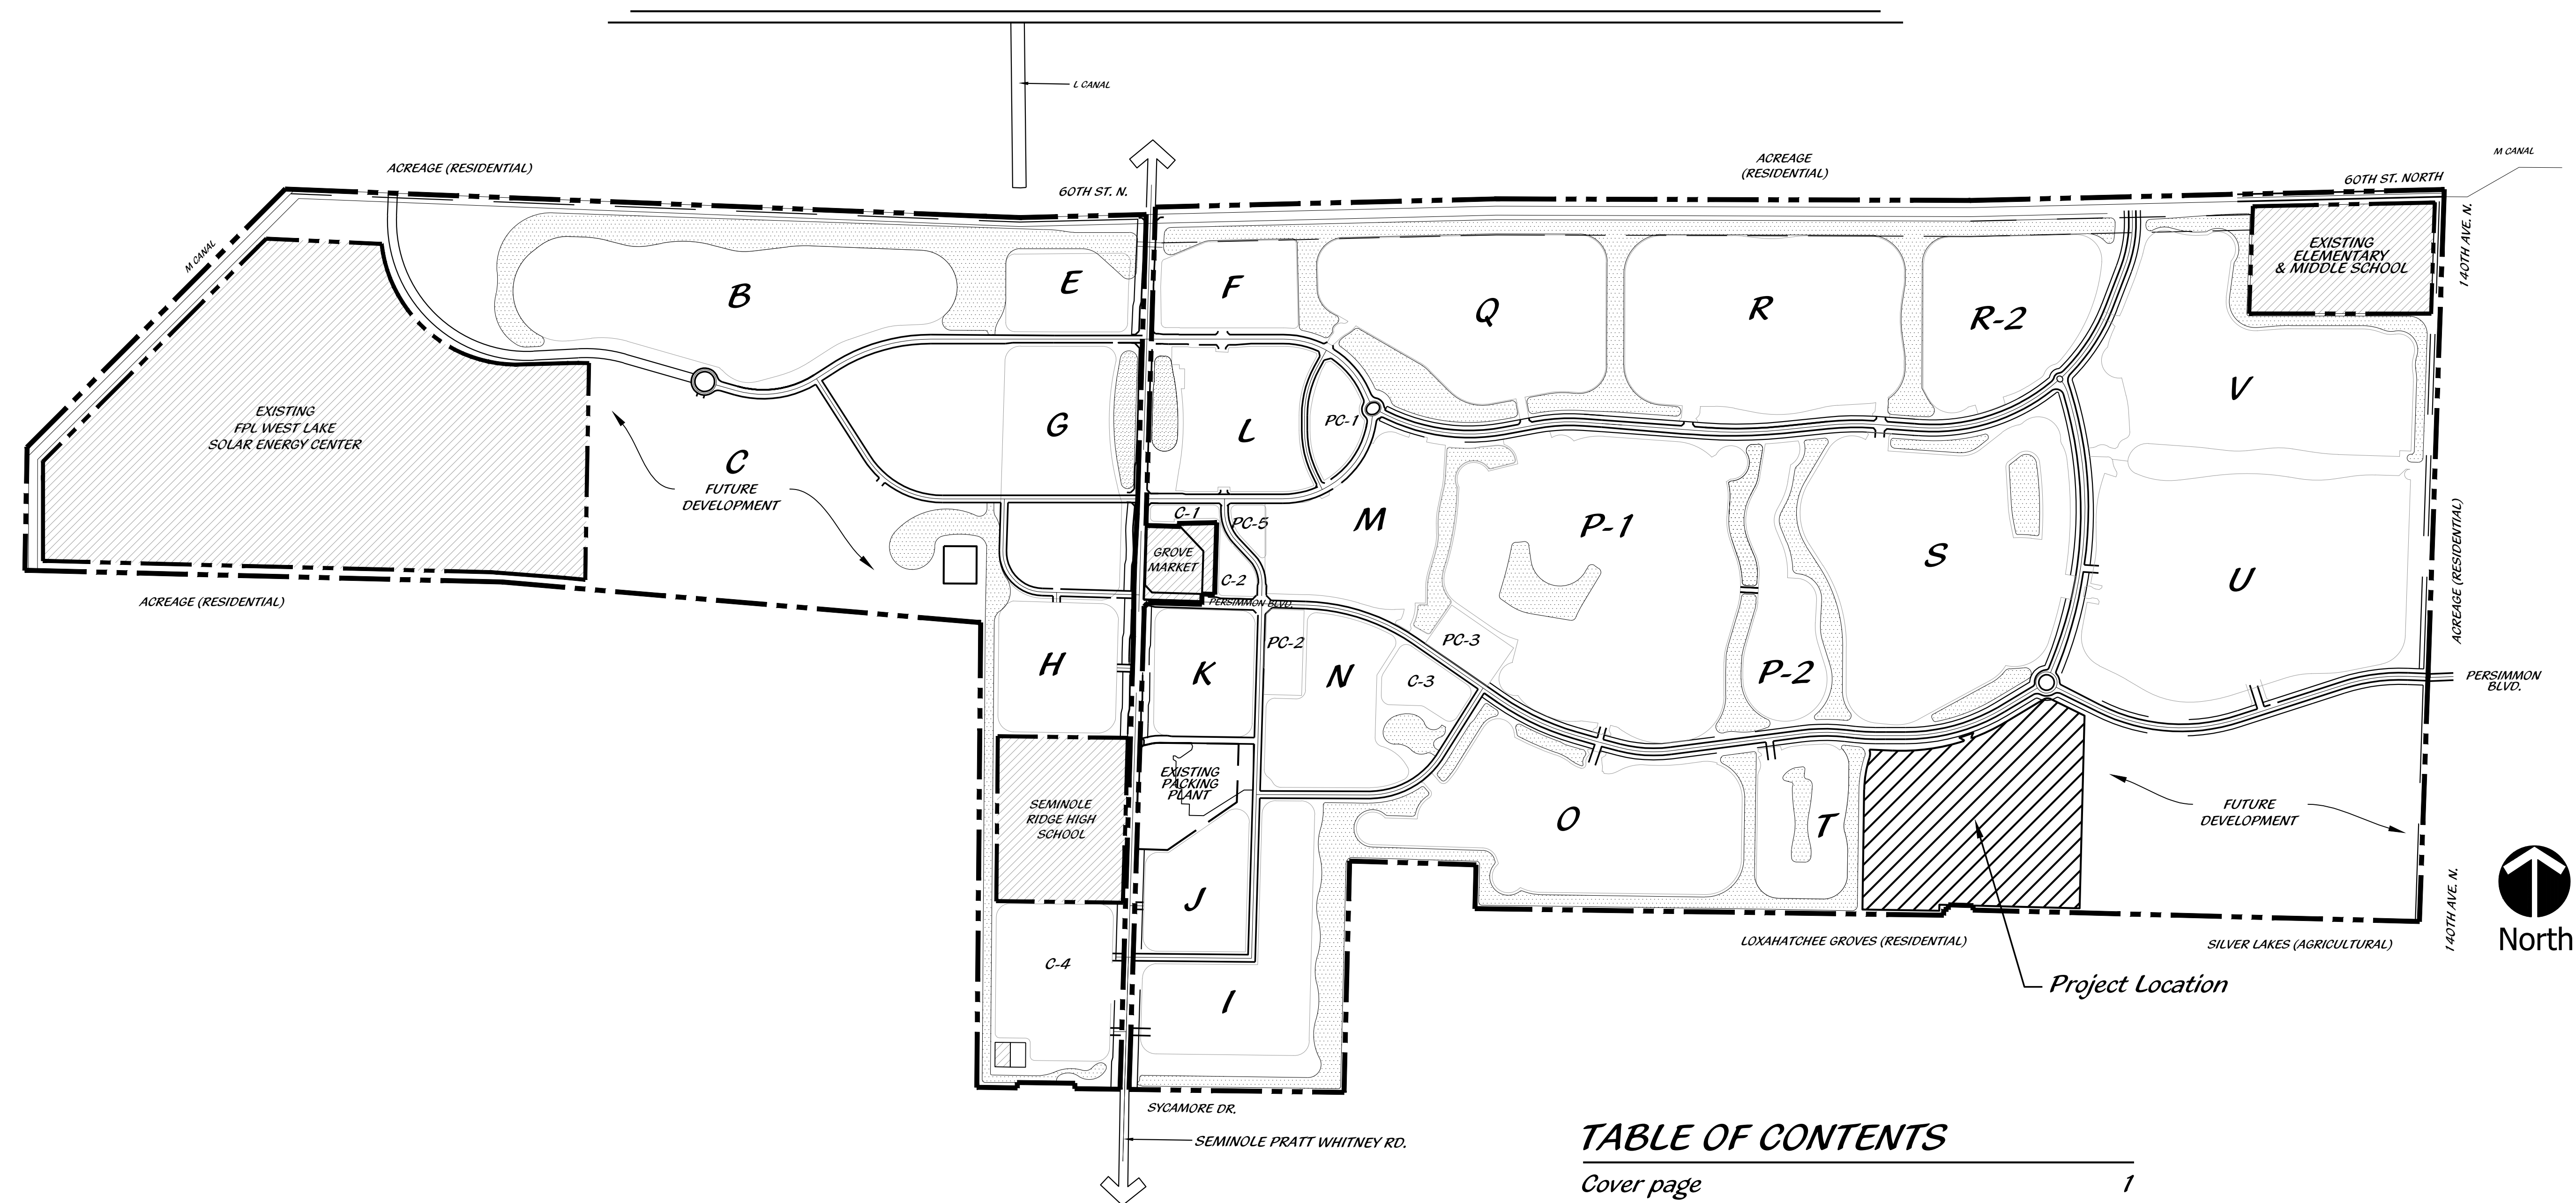 L CANAL
ACREAGE (RESIDENTIAL)
60TH ST. N.
ACREAGE
(RESIDENTIAL)
M CANAL
60TH ST. NORTH
140TH AVE. N.
M CANAL
EXISTING
ELEMENTARY
& MIDDLE SCHOOL
B
E
F
Q
R
R-2
V
EXISTING
FPL WEST LAKE
SOLAR ENERGY CENTER
C
FUTURE
DEVELOPMENT
G
L
PC-1
C-1
PC-5
M
P-1
S
U
ACREAGE (RESIDENTIAL)
GROVE
MARKET
C-2
PERSIMMON BLVD.
ACREAGE (RESIDENTIAL)
H
K
PC-2
N
PC-3
C-3
P-2
PERSIMMON
BLVD.
EXISTING
PACKING
PLANT
SEMINOLE
RIDGE HIGH
SCHOOL
O
T
FUTURE
DEVELOPMENT
J
140TH AVE. N.
North
LOXAHATCHEE GROVES (RESIDENTIAL)
SILVER LAKES (AGRICULTURAL)
C-4
I
Project Location
SYCAMORE DR.
SEMINOLE PRATT WHITNEY RD.
TABLE OF CONTENTS
Cover page 1